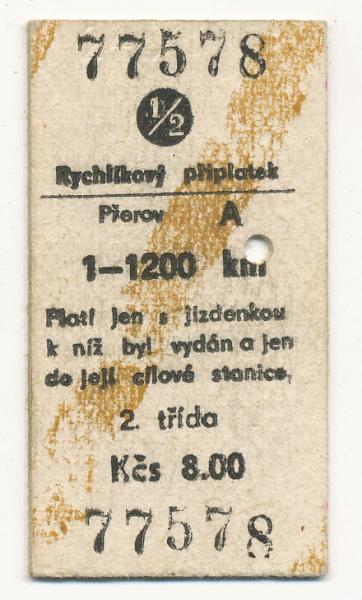 77578
1/2
Rychlíkový příplatek
Přerov A
1–1200 km
Platí jen s jízdenkou
k níž byl vydán a jen
do její cílové stanice.
2. třída
Kčs 8.00
77578